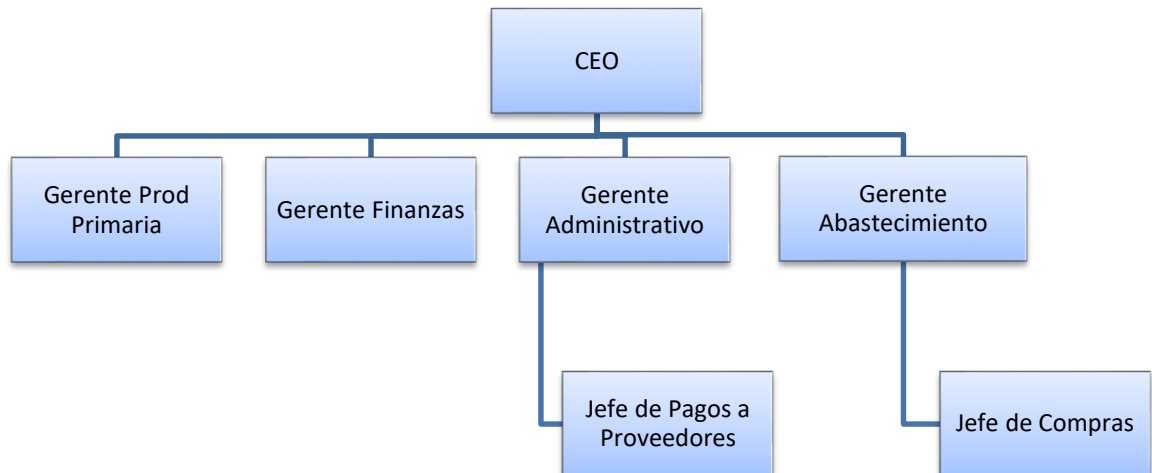 CEO
Gerente Prod
Primaria
Gerente Finanzas
Gerente
Administrativo
Gerente
Abastecimiento
Jefe de Pagos a
Proveedores
Jefe de Compras